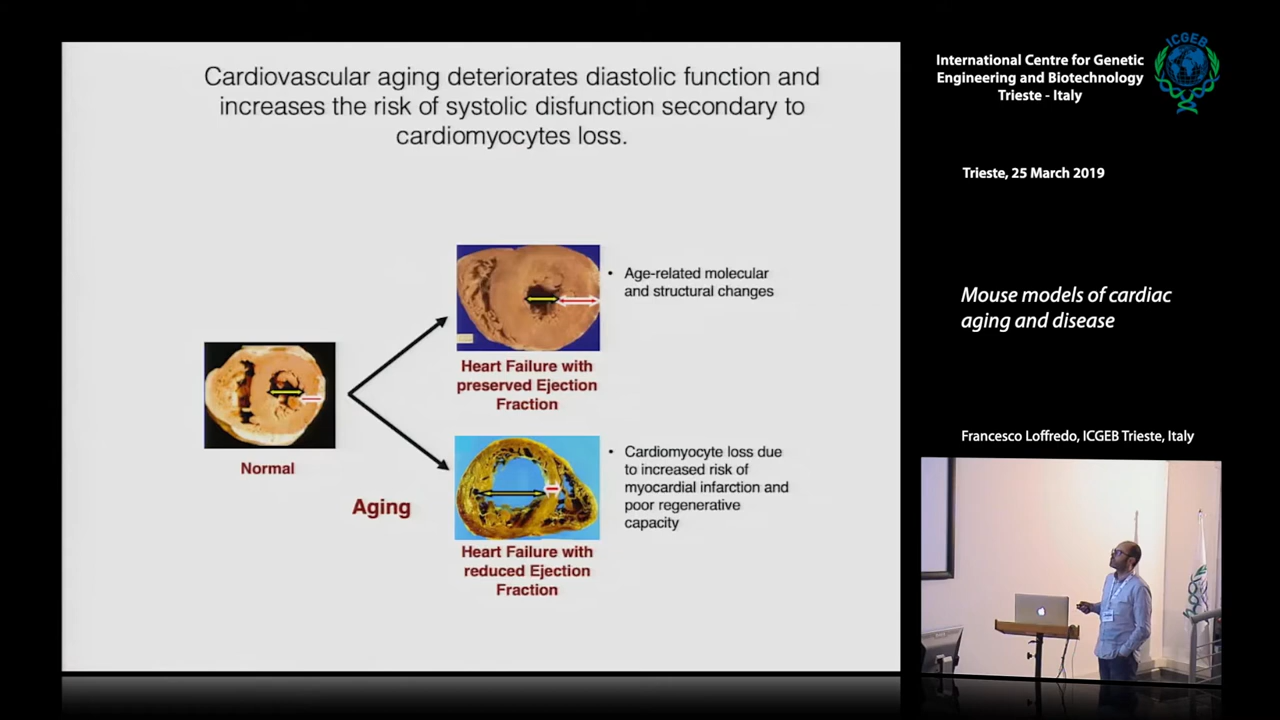 Cardiovascular aging deteriorates diastolic function and
increases the risk of systolic disfunction secondary to
cardiomyocytes loss.
• Age-related molecular
and structural changes
Heart Failure with
preserved Ejection
Fraction
Normal
Aging
• Cardiomyocyte loss due
to increased risk of
myocardial infarction and
poor regenerative
capacity
Heart Failure with
reduced Ejection
Fraction
International Centre for Genetic
Engineering and Biotechnology
Trieste - Italy
ICGEB
Trieste, 25 March 2019
Mouse models of cardiac
aging and disease
Francesco Loffredo, ICGEB Trieste, Italy